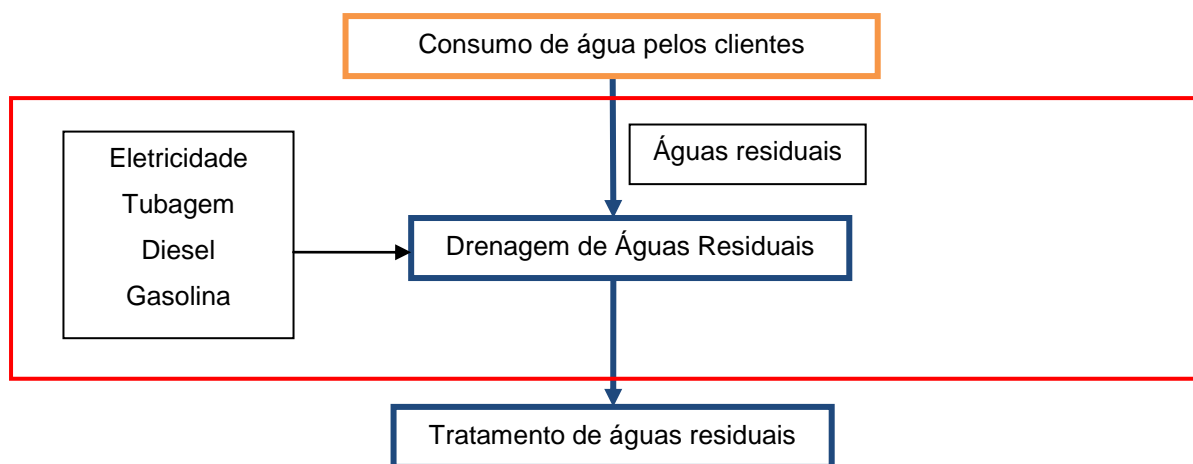 Consumo de água pelos clientes
Águas residuais
Eletricidade
Tubagem
Diesel
Gasolina
Drenagem de Águas Residuais
Tratamento de águas residuais